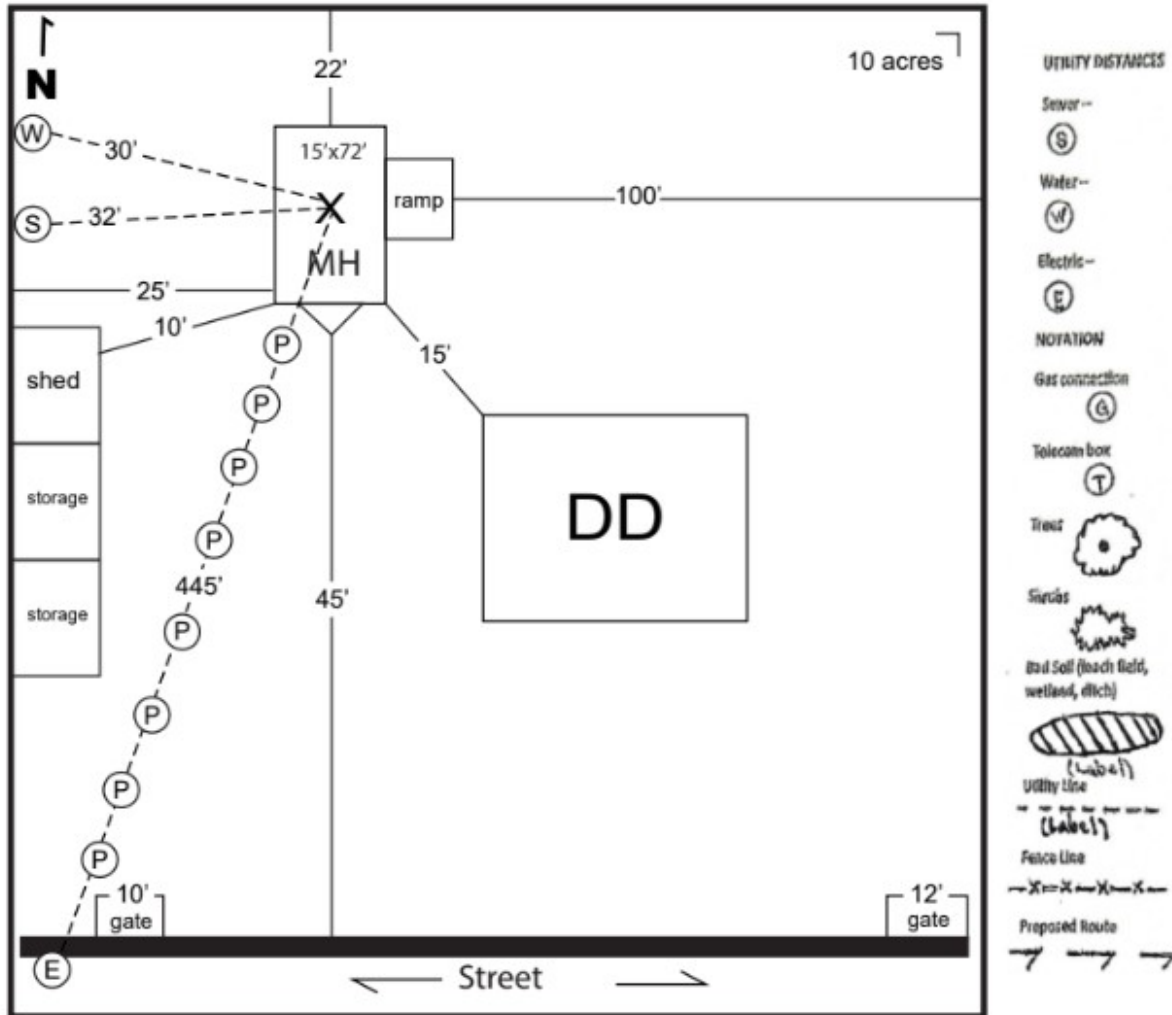 N
22'
10 acres
W
30'
15'x72'
X
ramp
100'
S
32'
MH
25'
10'
15'
P
shed
P
P
storage
DD
P
445'
45'
storage
P
P
P
P
10'
gate
12'
gate
E
Street
UTILITY DISTANCES
Sewer--
S
Water--
W
Electric--
E
NOTATION
Gas connection
G
Telecom box
T
Trees
Shrubs
Bad Soil (leach field,
wetland, ditch)
(Label)
Utility Line
(Label)
Fence Line
Proposed Route